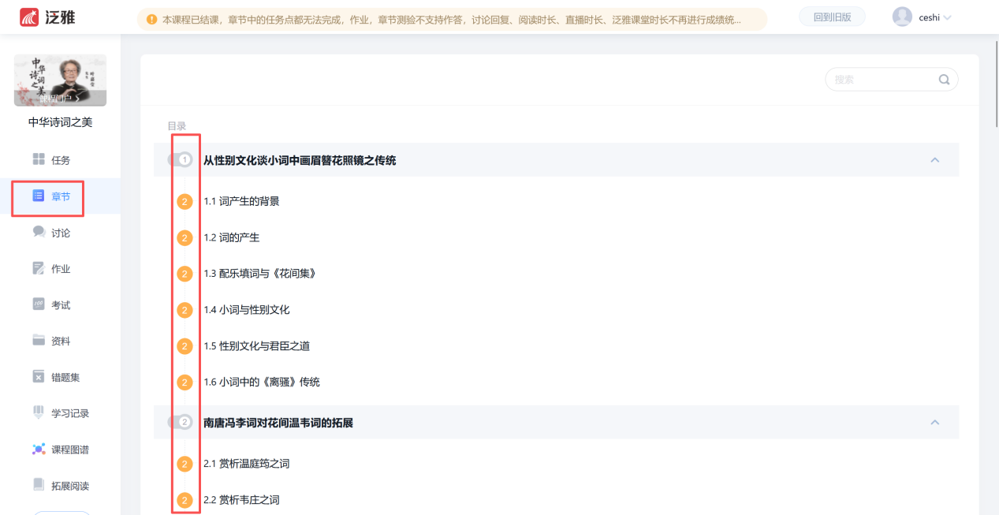 泛雅
本课程已结课，章节中的任务点都无法完成，作业，章节测验不支持作答，讨论回复、阅读时长、直播时长、泛雅课堂时长不再进行成绩统...
回到旧版
ceshi
中华
诗词
之美
课程门户
中华诗词之美
任务
章节
讨论
作业
考试
资料
错题集
学习记录
课程图谱
拓展阅读
搜索
目录
1 从性别文化谈小词中画眉簪花照镜之传统
2 1.1 词产生的背景
2 1.2 词的产生
2 1.3 配乐填词与《花间集》
2 1.4 小词与性别文化
2 1.5 性别文化与君臣之道
2 1.6 小词中的《离骚》传统
2 南唐冯李词对花间温韦词的拓展
2 2.1 赏析温庭筠之词
2 2.2 赏析韦庄之词